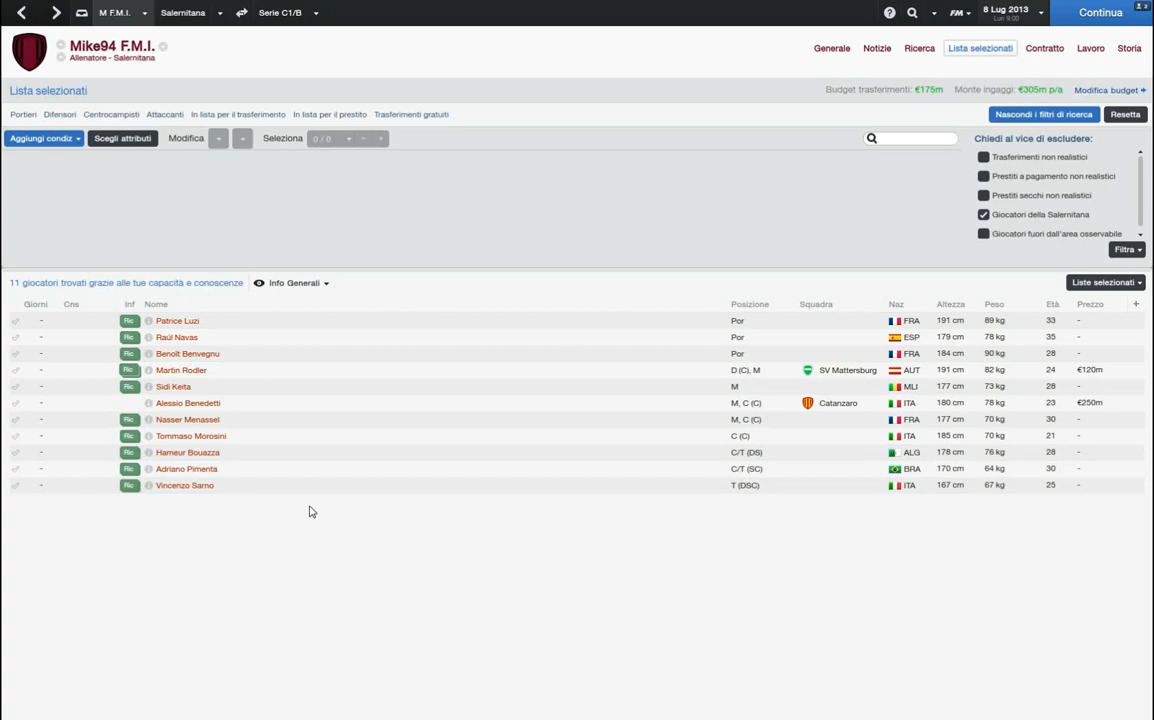 M F.M.I. Salernitana Serie C1/B FM 8 Lug 2013 Lun 9:00 Continua 2
Mike94 F.M.I.
Allenatore - Salernitana
Generale Notizie Ricerca Lista selezionati Contratto Lavoro Storia
Lista selezionati Budget trasferimenti: €175m Monte ingaggi: €305m p/a Modifica budget
Portieri Difensori Centrocampisti Attaccanti In lista per il trasferimento In lista per il prestito Trasferimenti gratuiti Nascondi i filtri di ricerca Resetta
Aggiungi condiz Scegli attributi Modifica Seleziona 0 / 0 Chiedi al vice di escludere:
Trasferimenti non realistici
Prestiti a pagamento non realistici
Prestiti secchi non realistici
Giocatori della Salernitana
Giocatori fuori dall'area osservabile
Filtra
11 giocatori trovati grazie alle tue capacità e conoscenze Info Generali Liste selezionati
Giorni Cns Inf Nome Posizione Squadra Naz Altezza Peso Età Prezzo +
- Ric Patrice Luzi Por FRA 191 cm 89 kg 33 -
- Ric Raúl Navas Por ESP 179 cm 78 kg 35 -
- Ric Benoît Benvegnu Por FRA 184 cm 90 kg 28 -
- Ric Martin Rodler D (C), M SV Mattersburg AUT 191 cm 82 kg 24 €120m
- Ric Sidi Keita M MLI 177 cm 73 kg 28 -
- Alessio Benedetti M, C (C) Catanzaro ITA 180 cm 78 kg 23 €250m
- Ric Nasser Menassel M, C (C) FRA 177 cm 70 kg 30 -
- Ric Tommaso Morosini C (C) ITA 185 cm 70 kg 21 -
- Ric Hameur Bouazza C/T (DS) ALG 178 cm 76 kg 28 -
- Ric Adriano Pimenta C/T (SC) BRA 170 cm 64 kg 30 -
- Ric Vincenzo Sarno T (DSC) ITA 167 cm 67 kg 25 -